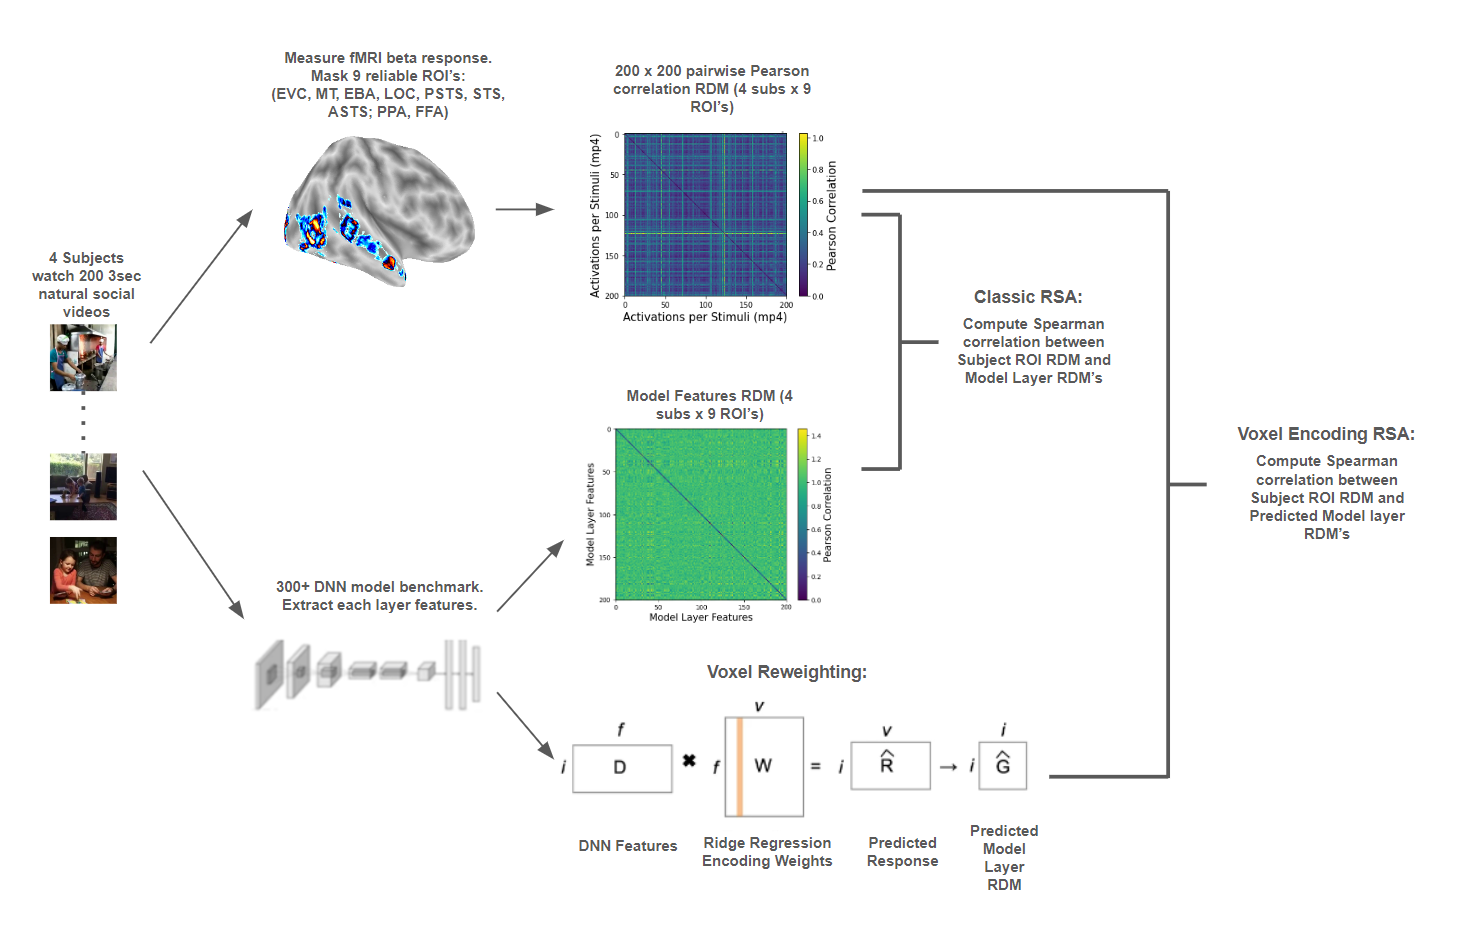 4 Subjects
watch 200 3sec
natural social
videos
Measure fMRI beta response.
Mask 9 reliable ROI's:
(EVC, MT, EBA, LOC, PSTS, STS,
ASTS; PPA, FFA)
200 x 200 pairwise Pearson
correlation RDM (4 subs x 9
ROI's)
Activations per Stimuli (mp4)
0
50
100
150
200
0
50
100
150
200
Activations per Stimuli (mp4)
1.0
0.8
0.6
0.4
0.2
0.0
Pearson Correlation
Classic RSA:
Compute Spearman
correlation between
Subject ROI RDM and
Model Layer RDM's
Model Features RDM (4
subs x 9 ROI's)
Model Layer Features
0
50
100
150
200
0
50
100
150
200
Model Layer Features
1.4
1.2
1.0
0.8
0.6
0.4
0.2
0.0
Pearson Correlation
Voxel Encoding RSA:
Compute Spearman
correlation between
Subject ROI RDM and
Predicted Model layer
RDM's
300+ DNN model benchmark.
Extract each layer features.
Voxel Reweighting:
f
v
v
i
i
D
✖
f
W
=
i
R̂
→
i
Ĝ
DNN Features
Ridge Regression
Encoding Weights
Predicted
Response
Predicted
Model
Layer
RDM